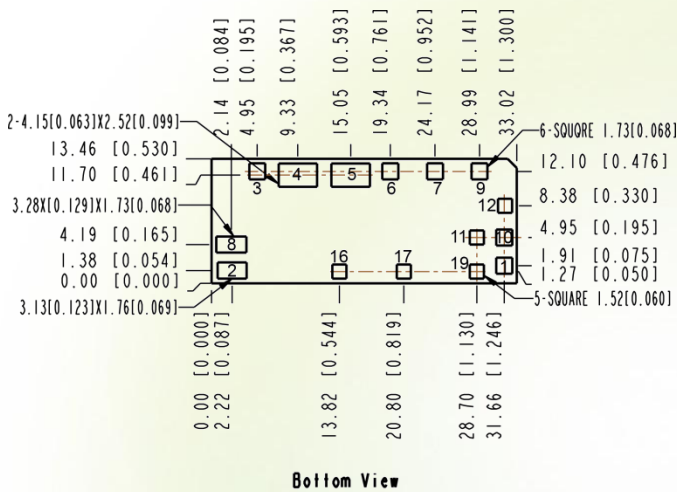 2.14 [0.084]
4.95 [0.195]
9.33 [0.367]
15.05 [0.593]
19.34 [0.761]
24.17 [0.952]
28.99 [1.141]
33.02 [1.300]
2-4.15[0.063]X2.52[0.099]
6-SQUQRE 1.73[0.068]
13.46 [0.530]
12.10 [0.476]
11.70 [0.461]
3 4 5 6 7 9
8.38 [0.330]
12
3.28X[0.129]X1.73[0.068]
4.95 [0.195]
4.19 [0.165]
8 11 10
1.91 [0.075]
1.38 [0.054]
2 16 17 19
1.27 [0.050]
0.00 [0.000]
5-SQUARE 1.52[0.060]
3.13[0.123]X1.76[0.069]
0.00 [0.000]
2.22 [0.087]
13.82 [0.544]
20.80 [0.819]
28.70 [1.130]
31.66 [1.246]
Bottom View